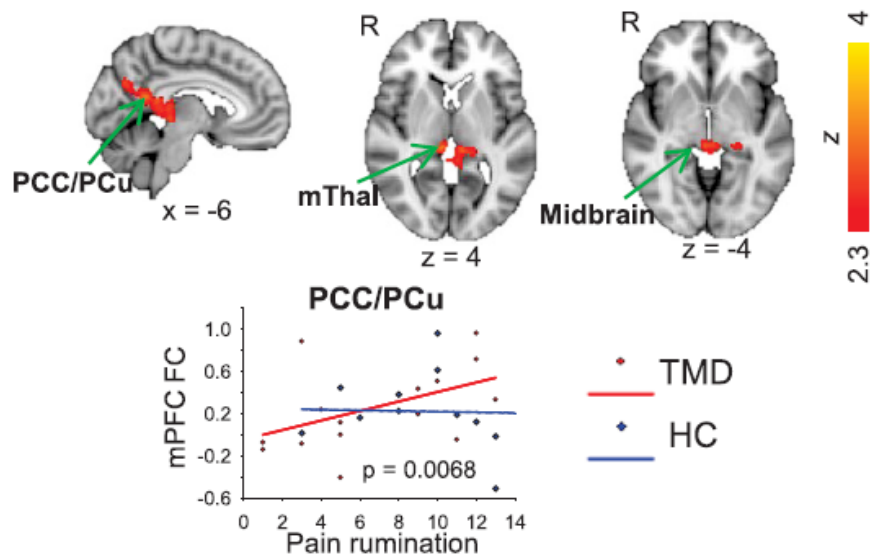 R
R
PCC/PCu
mThal
Midbrain
x = -6
z = 4
z = -4
4
z
2.3
PCC/PCu
mPFC FC
1.0
0.6
0.2
-0.2
-0.6
p = 0.0068
0 2 4 6 8 10 12 14
Pain rumination
TMD
HC